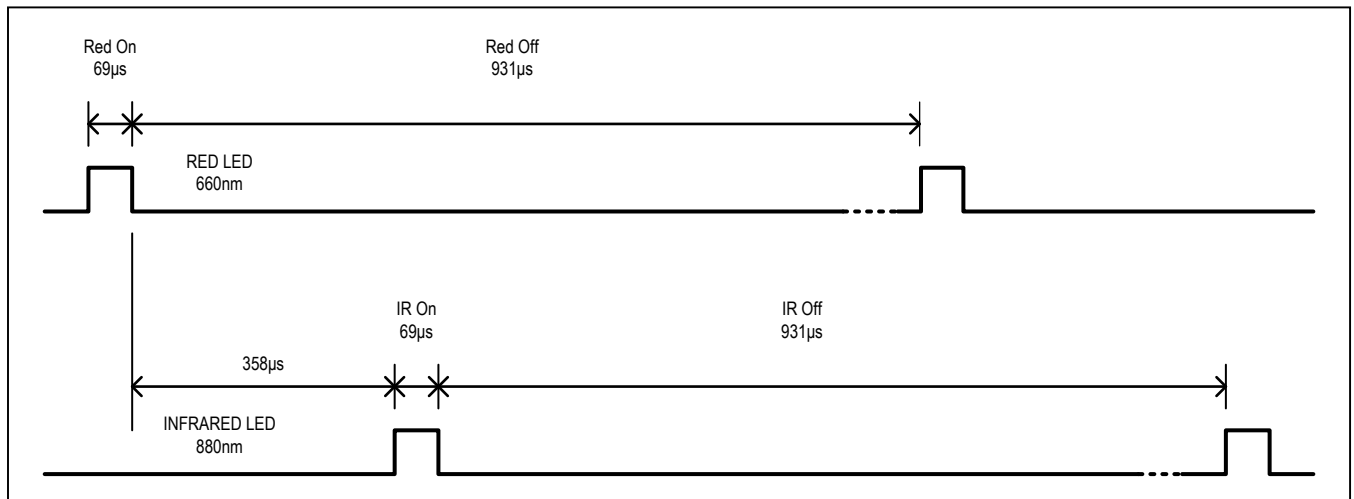 Red On
69µs
Red Off
931µs
RED LED
660nm
IR On
69µs
IR Off
931µs
358µs
INFRARED LED
880nm